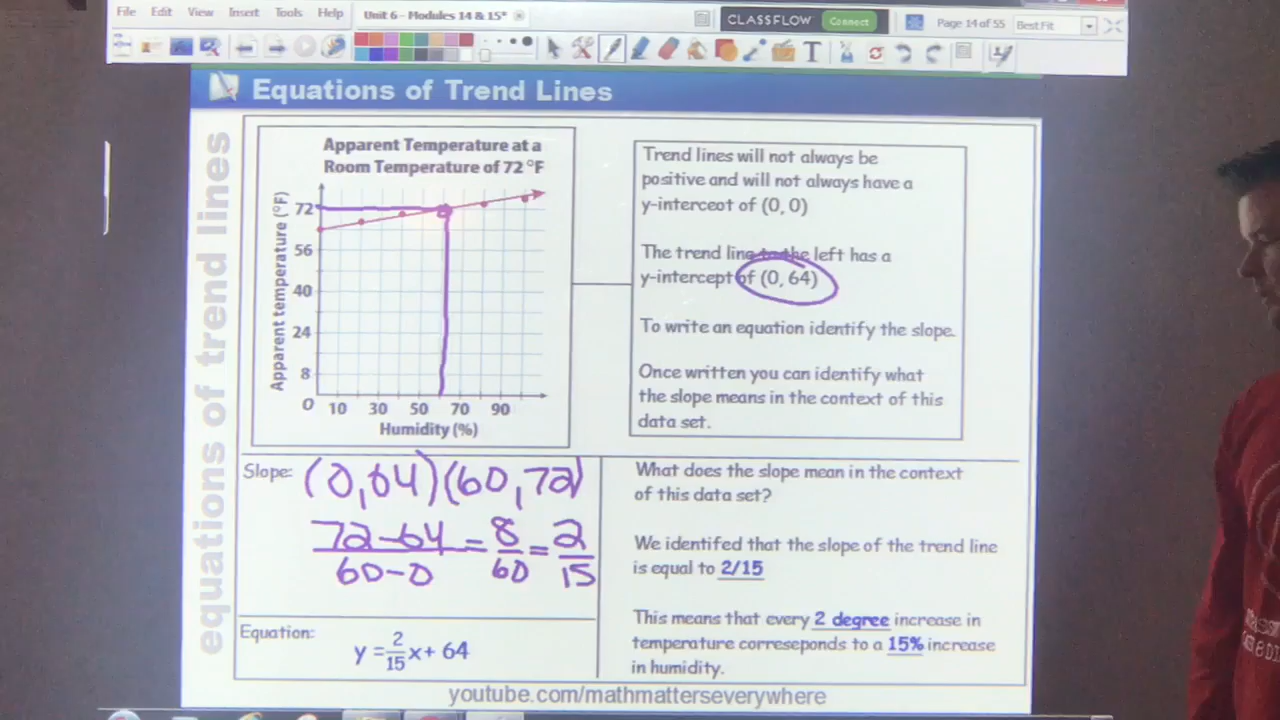 File Edit View Insert Tools Help
Unit 6 - Modules 14 & 15*
CLASSFLOW Connect
Page 14 of 55
Best Fit
Equations of Trend Lines
equations of trend lines
Apparent Temperature at a
Room Temperature of 72 °F
Apparent temperature (°F)
72
56
40
24
8
O 10 30 50 70 90
Humidity (%)
Trend lines will not always be
positive and will not always have a
y-interceot of (0, 0)
The trend line to the left has a
y-intercept of (0, 64)
To write an equation identify the slope.
Once written you can identify what
the slope means in the context of this
data set.
Slope: (0,64)(60,72)
72-64/60-0 = 8/60 = 2/15
Equation:
y = 2/15 x + 64
What does the slope mean in the context
of this data set?
We identifed that the slope of the trend line
is equal to 2/15
This means that every 2 degree increase in
temperature correseponds to a 15% increase
in humidity.
youtube.com/mathmatterseverywhere